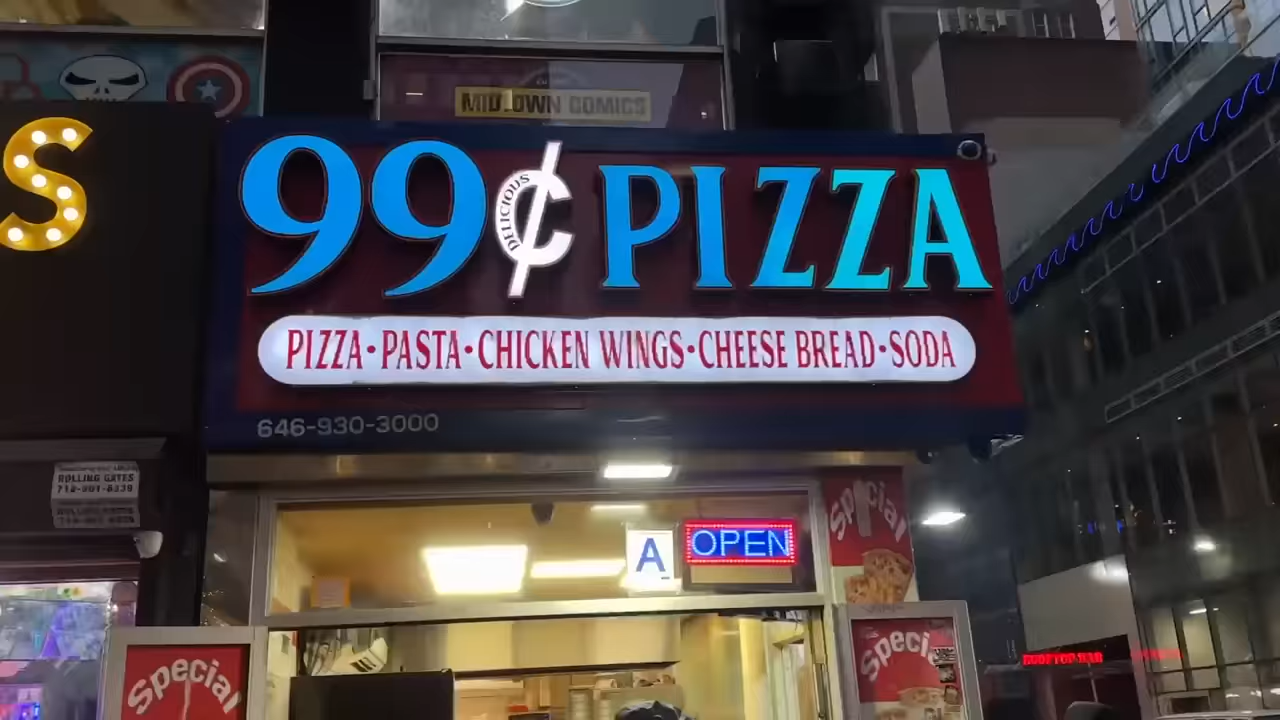 MIDTOWN COMICS
S
99¢ PIZZA
DELICIOUS
PIZZA•PASTA•CHICKEN WINGS•CHEESE BREAD•SODA
646-930-3000
ROLLING GATES
Special
A
OPEN
Special
Speci
ROOFTOP BAR